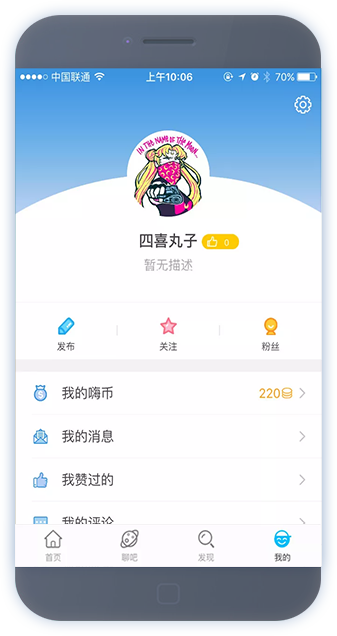 中国联通 上午10:06 70%
IN THE NAME OF THE MOON...
四喜丸子 0
暂无描述
发布 关注 粉丝
我的嗨币 220
我的消息
我赞过的
我的评论
首页 聊吧 发现 我的